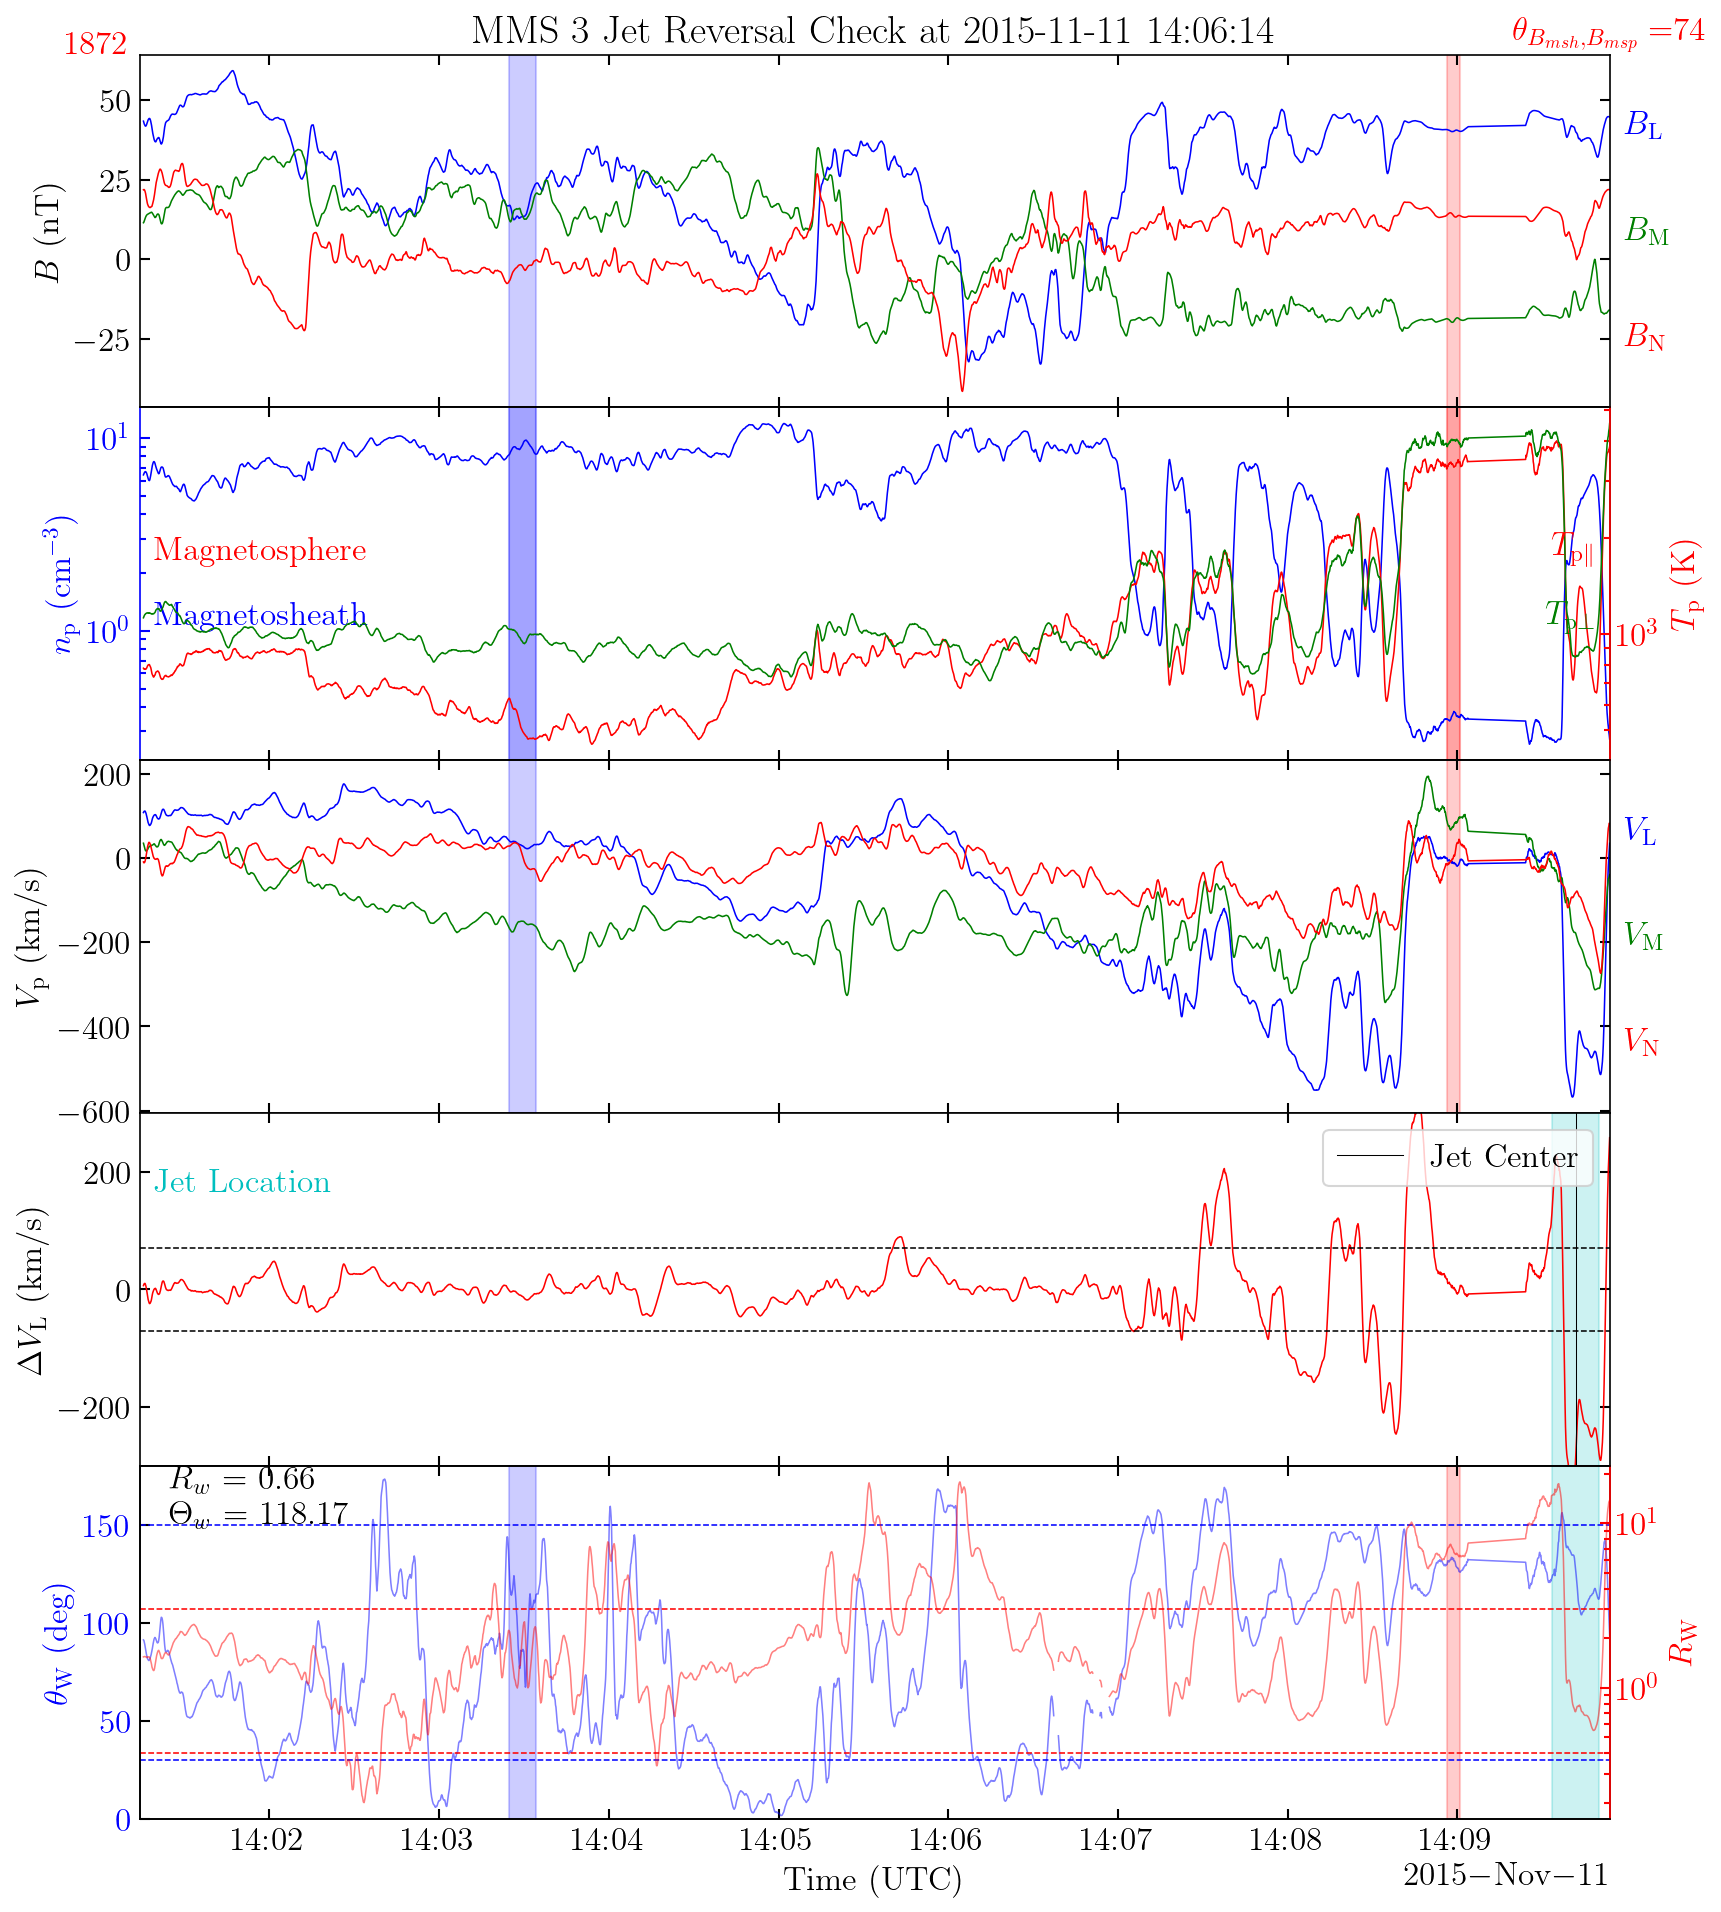 MMS 3 Jet Reversal Check at 2015-11-11 14:06:14
1872
θ_{B_{msh},B_{msp}} =74
50
25
0
−25
B (nT)
B_L
B_M
B_N
10^1
10^0
n_p (cm^{−3})
Magnetosphere
Magnetosheath
T_{p∥}
T_{p⊥}
10^3
T_p (K)
200
0
−200
−400
−600
V_p (km/s)
V_L
V_M
V_N
Jet Location
Jet Center
200
0
−200
ΔV_L (km/s)
R_w = 0.66
Θ_w = 118.17
150
100
50
0
θ_W (deg)
10^1
10^0
R_W
14:02 14:03 14:04 14:05 14:06 14:07 14:08 14:09
Time (UTC)
2015−Nov−11